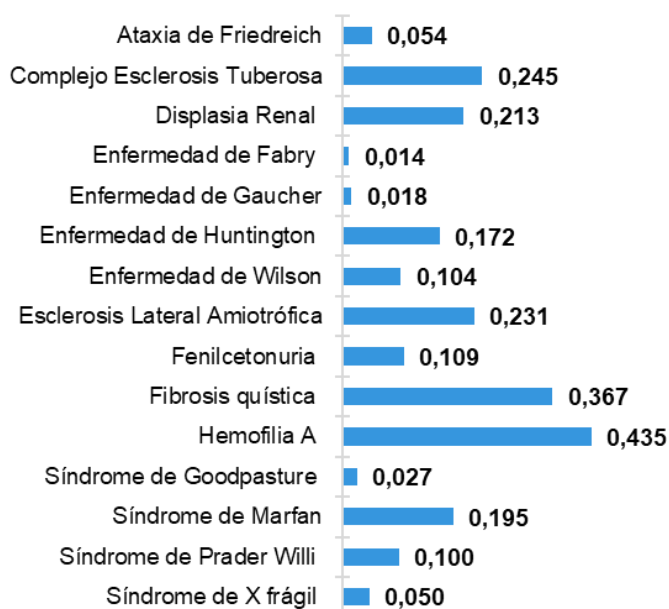 Ataxia de Friedreich 0,054
Complejo Esclerosis Tuberosa 0,245
Displasia Renal 0,213
Enfermedad de Fabry 0,014
Enfermedad de Gaucher 0,018
Enfermedad de Huntington 0,172
Enfermedad de Wilson 0,104
Esclerosis Lateral Amiotrófica 0,231
Fenilcetonuria 0,109
Fibrosis quística 0,367
Hemofilia A 0,435
Síndrome de Goodpasture 0,027
Síndrome de Marfan 0,195
Síndrome de Prader Willi 0,100
Síndrome de X frágil 0,050